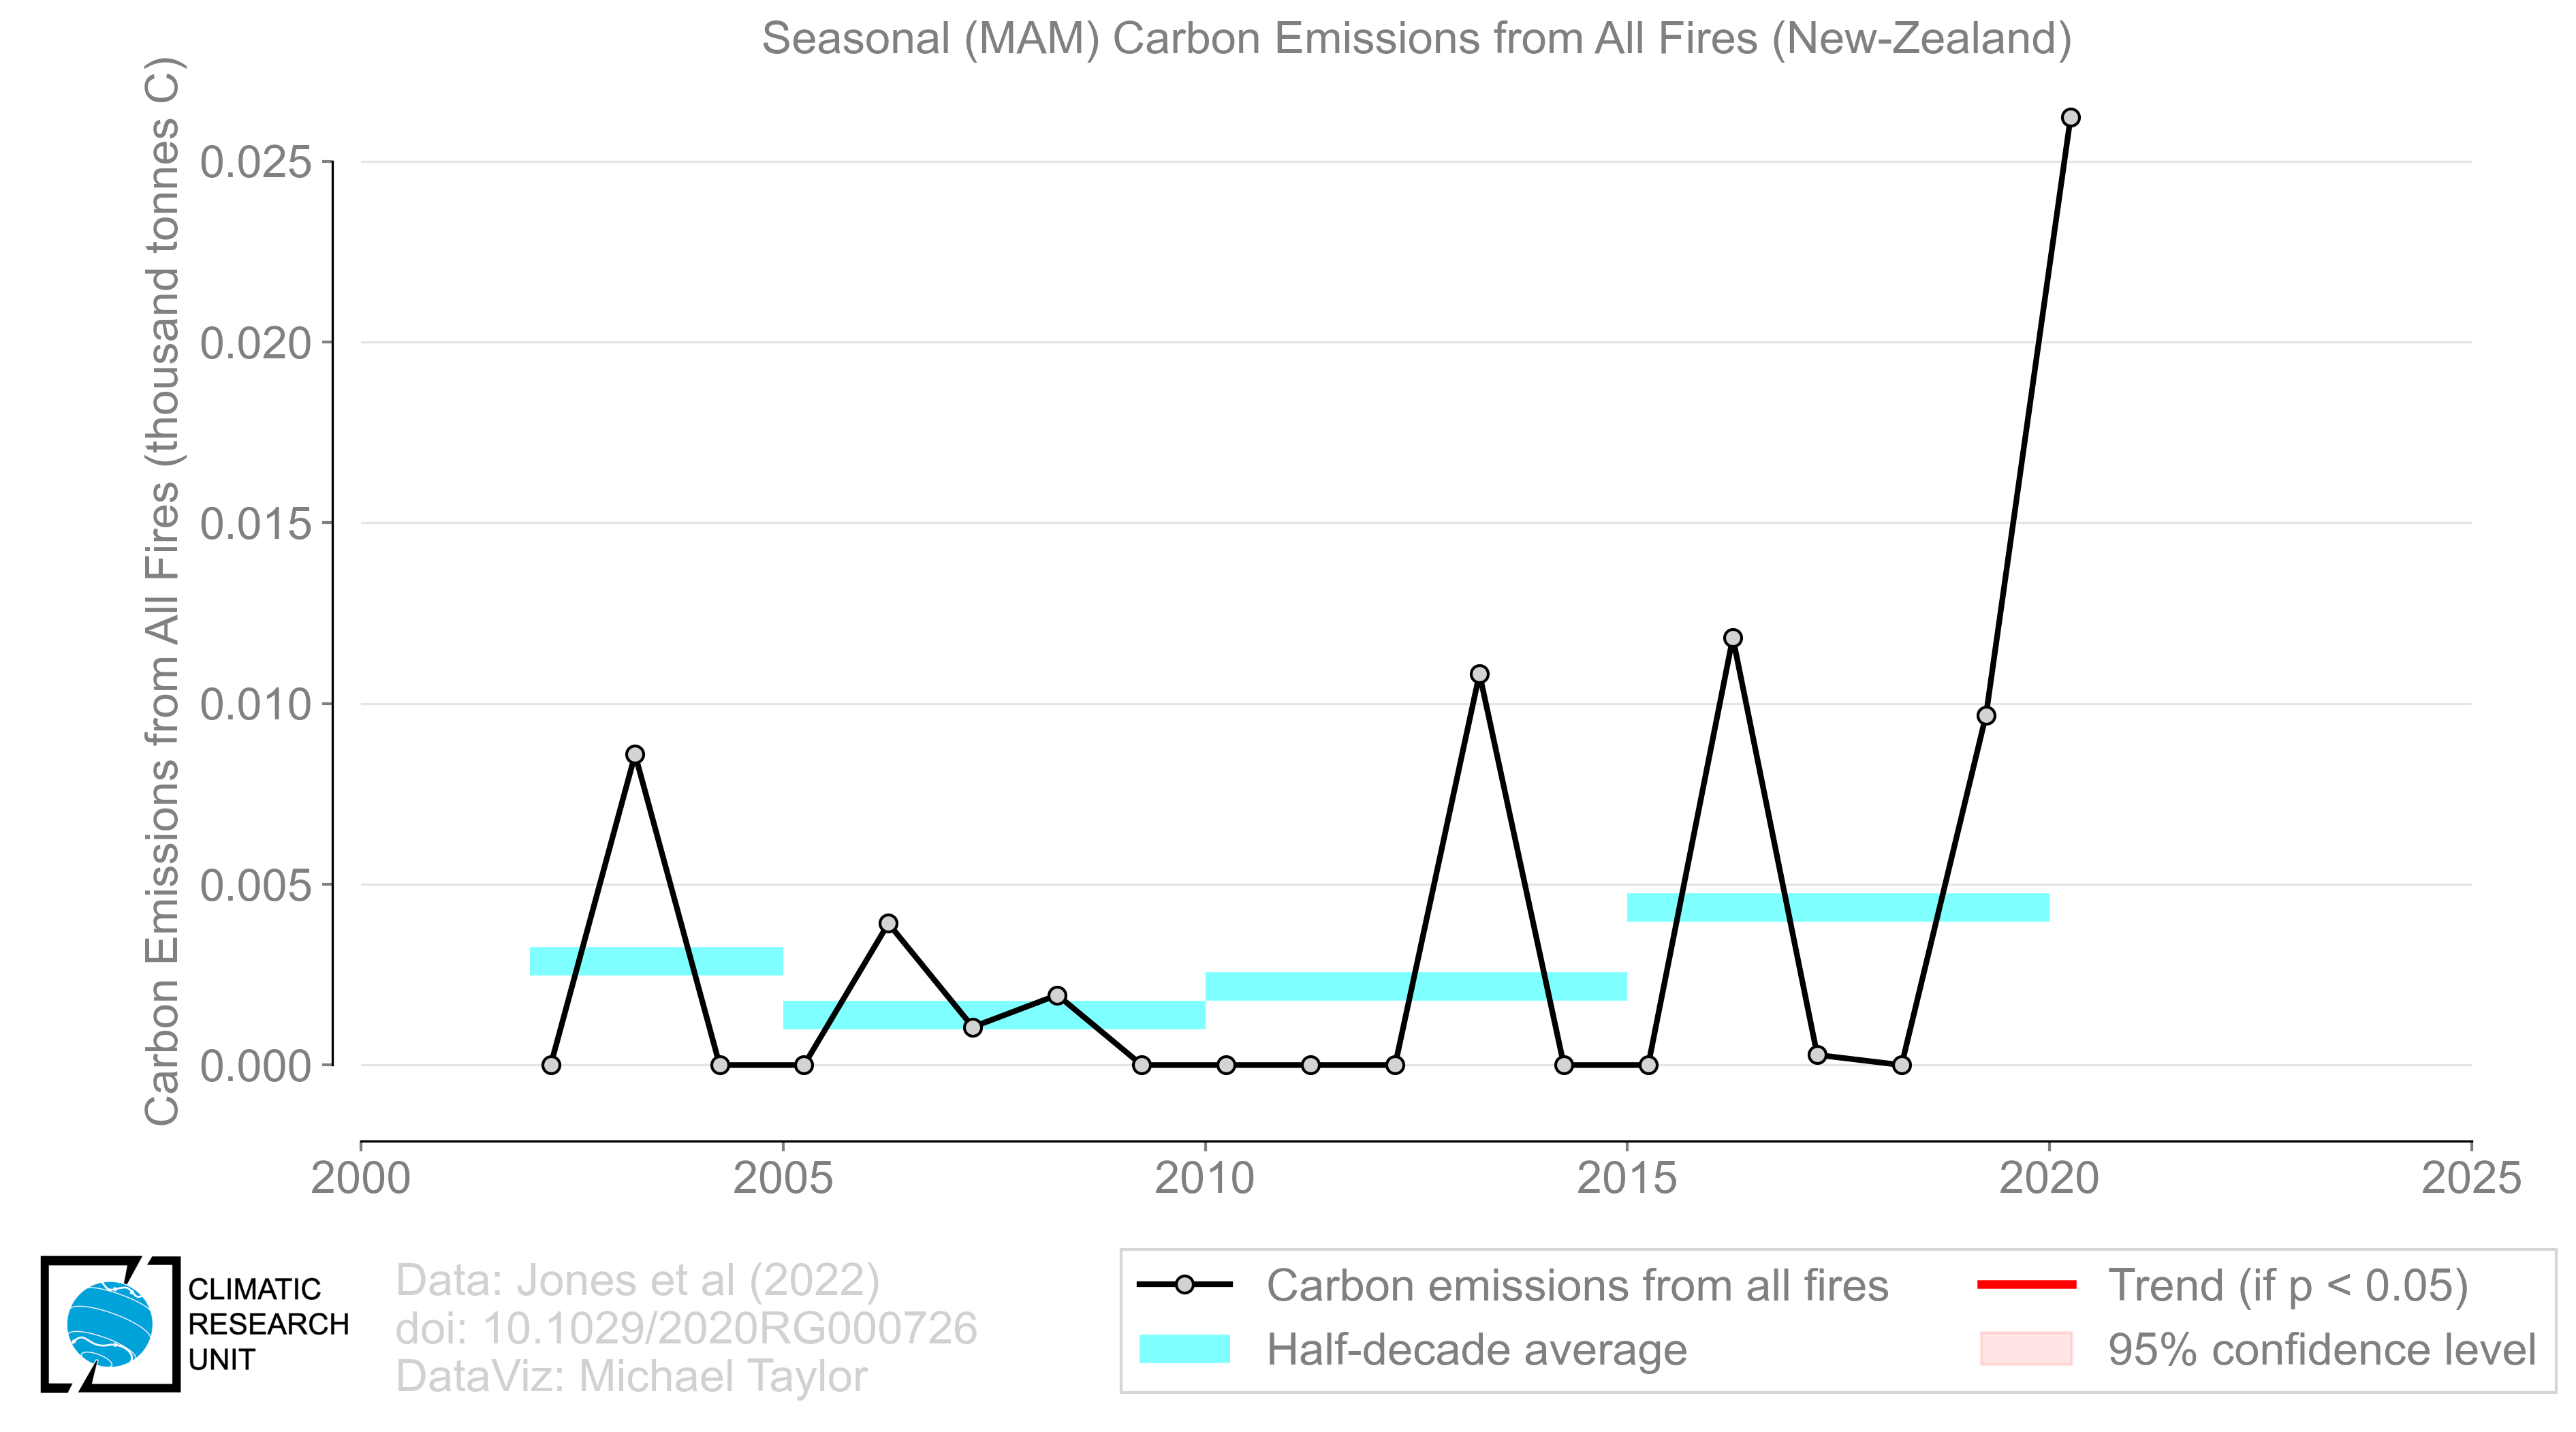 Seasonal (MAM) Carbon Emissions from All Fires (New-Zealand)
Carbon Emissions from All Fires (thousand tonnes C)
0.025
0.020
0.015
0.010
0.005
0.000
2000
2005
2010
2015
2020
2025
CLIMATIC
RESEARCH
UNIT
Data: Jones et al (2022)
doi: 10.1029/2020RG000726
DataViz: Michael Taylor
Carbon emissions from all fires
Half-decade average
Trend (if p < 0.05)
95% confidence level